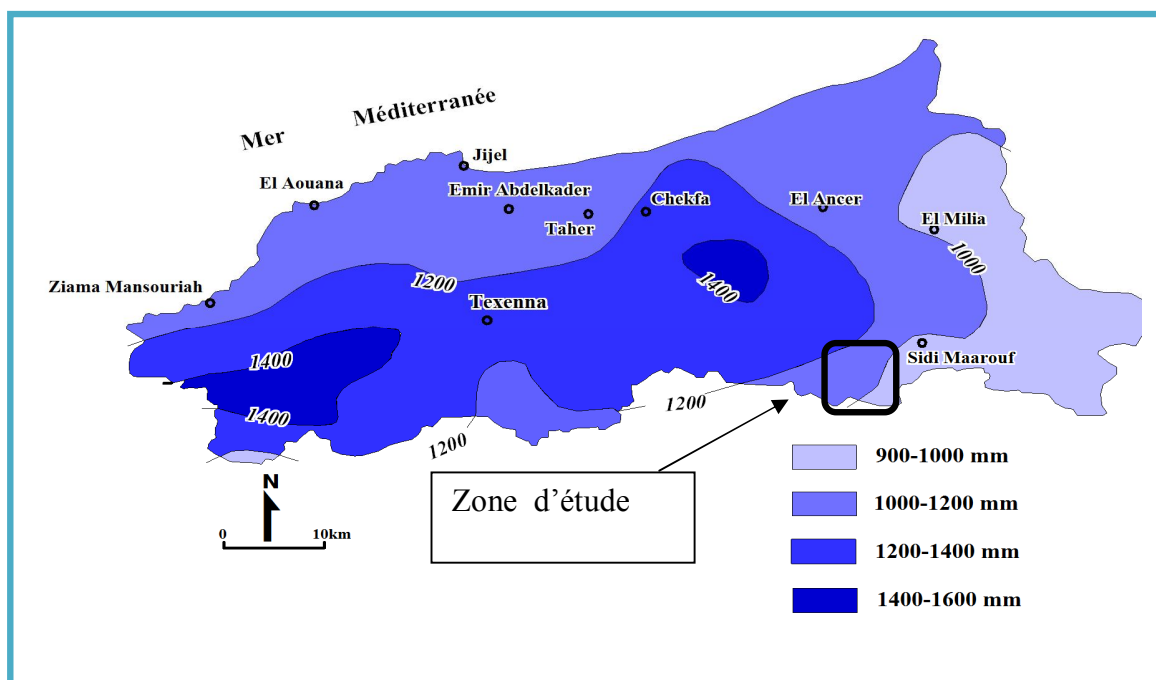 Mer Méditerranée
Jijel
El Aouana
Emir Abdelkader
Taher
Chekfa
El Ancer
El Milia
1000
1200
1400
Ziama Mansouriah
Texenna
Sidi Maarouf
1400
1400
1200
1200
Zone d'étude
N
0 10km
900-1000 mm
1000-1200 mm
1200-1400 mm
1400-1600 mm